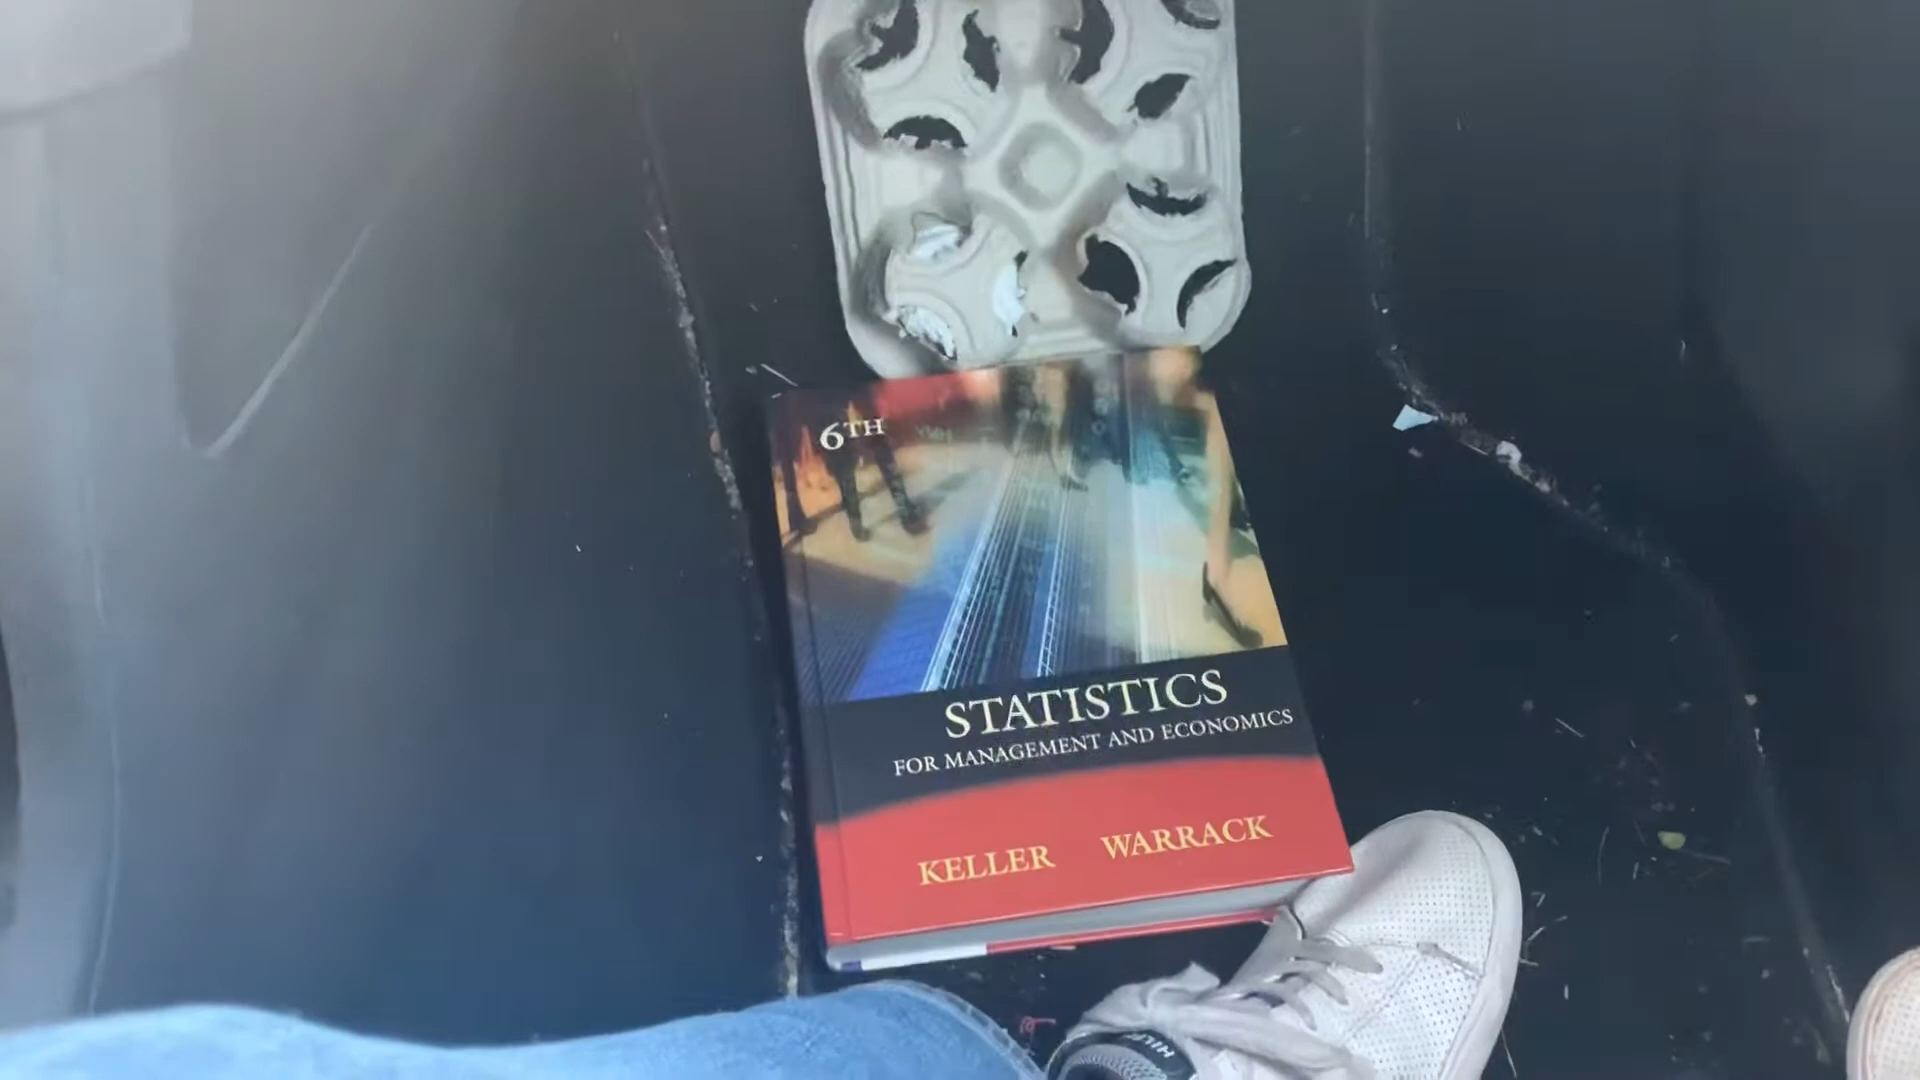 6TH
STATISTICS
FOR MANAGEMENT AND ECONOMICS
KELLER WARRACK